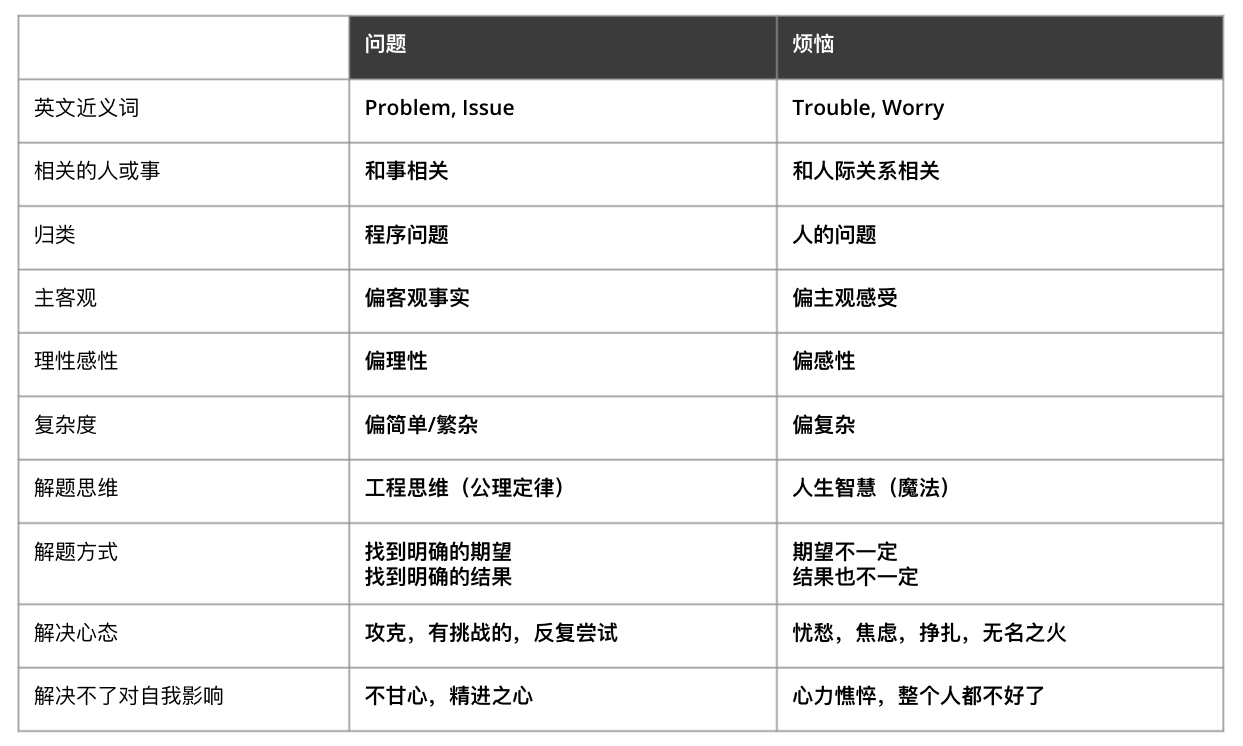 问题 烦恼
英文近义词 Problem, Issue Trouble, Worry
相关的人或事 和事相关 和人际关系相关
归类 程序问题 人的问题
主客观 偏客观事实 偏主观感受
理性感性 偏理性 偏感性
复杂度 偏简单/繁杂 偏复杂
解题思维 工程思维（公理定律） 人生智慧（魔法）
解题方式 找到明确的期望 期望不一定
找到明确的结果 结果也不一定
解决心态 攻克，有挑战的，反复尝试 忧愁，焦虑，挣扎，无名之火
解决不了对自我影响 不甘心，精进之心 心力憔悴，整个人都不好了